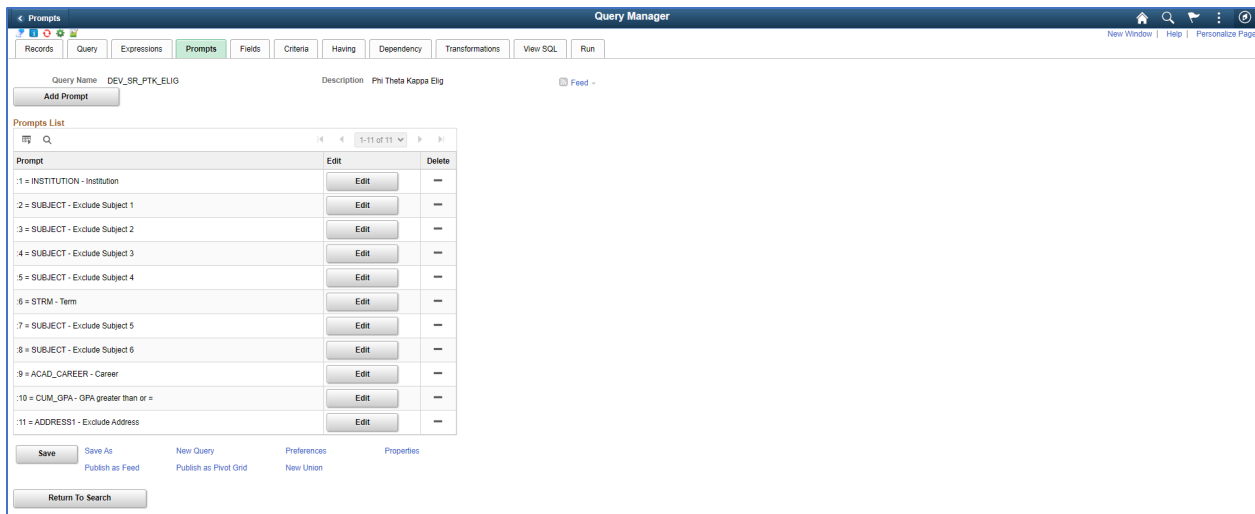 Prompts
Query Manager
New Window | Help | Personalize Page
Records Query Expressions Prompts Fields Criteria Having Dependency Transformations View SQL Run
Query Name DEV_SR_PTK_ELIG Description Phi Theta Kappa Elig Feed
Add Prompt
Prompts List
1-11 of 11
Prompt Edit Delete
:1 = INSTITUTION - Institution Edit
:2 = SUBJECT - Exclude Subject 1 Edit
:3 = SUBJECT - Exclude Subject 2 Edit
:4 = SUBJECT - Exclude Subject 3 Edit
:5 = SUBJECT - Exclude Subject 4 Edit
:6 = STRM - Term Edit
:7 = SUBJECT - Exclude Subject 5 Edit
:8 = SUBJECT - Exclude Subject 6 Edit
:9 = ACAD_CAREER - Career Edit
:10 = CUM_GPA - GPA greater than or = Edit
:11 = ADDRESS1 - Exclude Address Edit
Save Save As New Query Preferences Properties
Publish as Feed Publish as Pivot Grid New Union
Return To Search